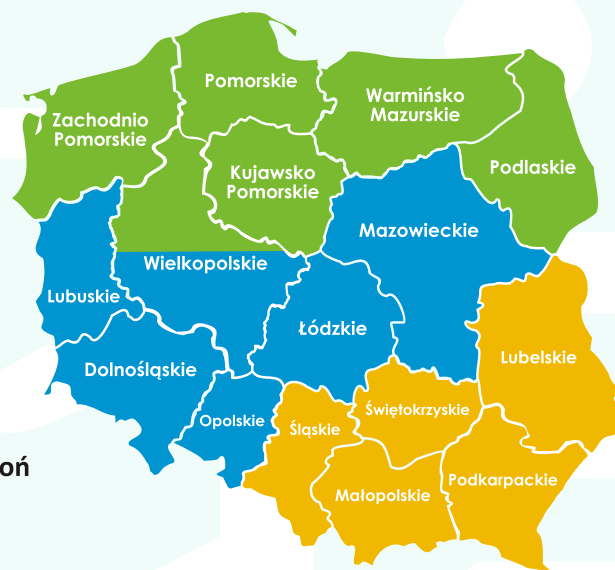 Pomorskie
Warmińsko
Mazurskie
Zachodnio
Pomorskie
Kujawsko
Pomorskie
Podlaskie
Mazowieckie
Wielkopolskie
Lubuskie
Łódzkie
Lubelskie
Dolnośląskie
Opolskie
Śląskie
Świętokrzyskie
oń
Małopolskie
Podkarpackie